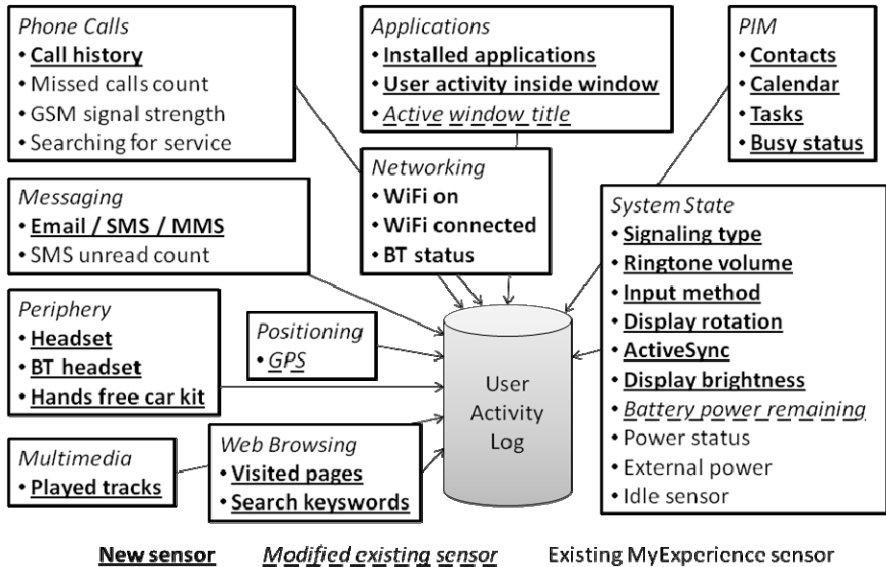 Phone Calls
• Call history
• Missed calls count
• GSM signal strength
• Searching for service
Applications
• Installed applications
• User activity inside window
• Active window title
PIM
• Contacts
• Calendar
• Tasks
• Busy status
Messaging
• Email / SMS / MMS
• SMS unread count
Networking
• WiFi on
• WiFi connected
• BT status
System State
• Signaling type
• Ringtone volume
• Input method
• Display rotation
• ActiveSync
• Display brightness
• Battery power remaining
• Power status
• External power
• Idle sensor
Periphery
• Headset
• BT headset
• Hands free car kit
Positioning
• GPS
User
Activity
Log
Multimedia
• Played tracks
Web Browsing
• Visited pages
• Search keyswords
New sensor Modified existing sensor Existing MyExperience sensor